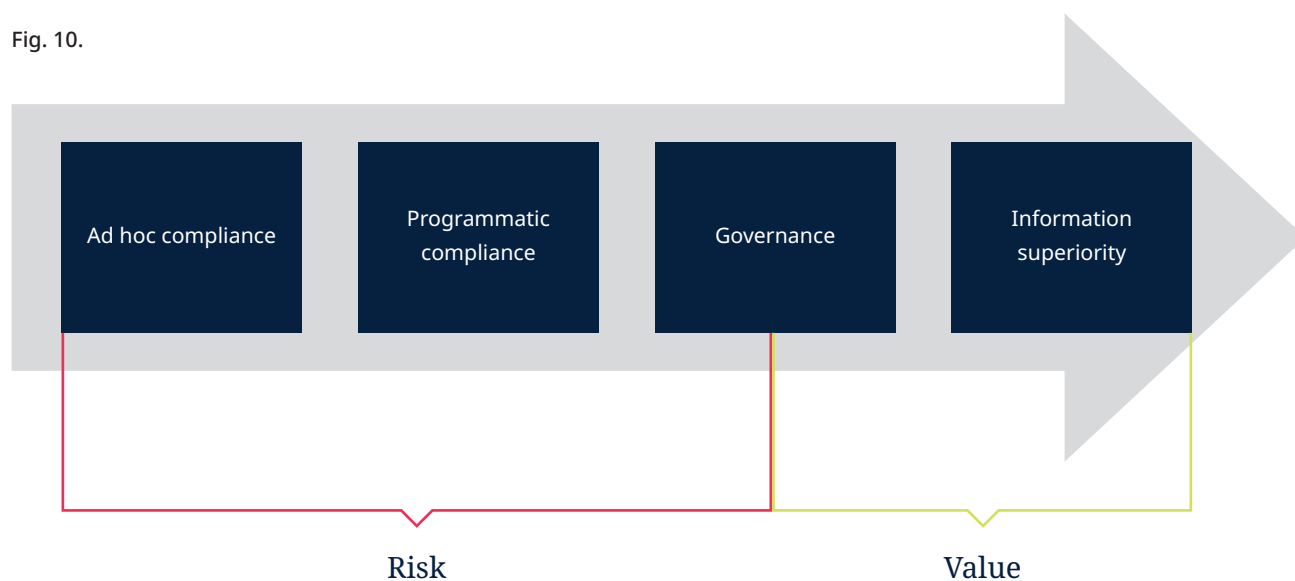 Fig. 10.
Ad hoc compliance
Programmatic
compliance
Governance
Information
superiority
Risk
Value